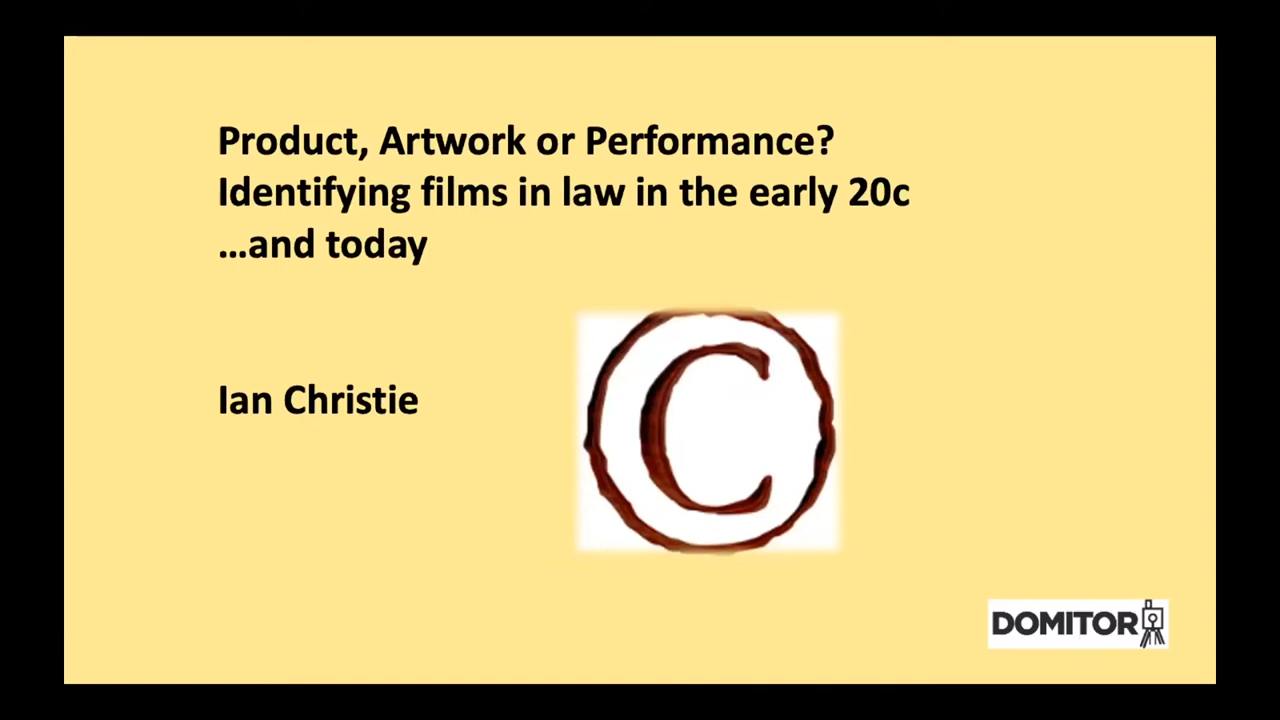 Product, Artwork or Performance?
Identifying films in law in the early 20c
…and today
Ian Christie
C
DOMITOR